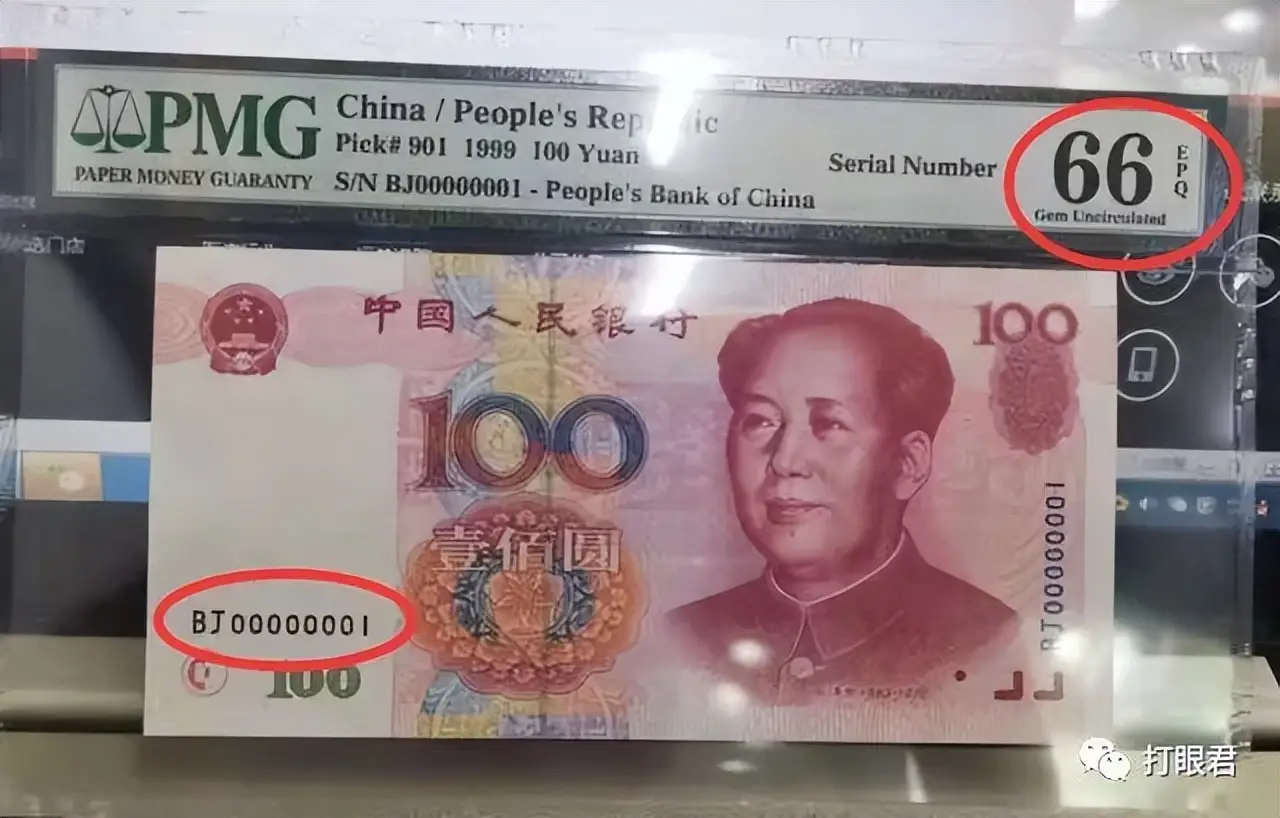 PMG
PAPER MONEY GUARANTY
China / People's Rep ic
Pick# 901 1999 100 Yuan
S/N BJ00000001 - People's Bank of China
Serial Number
66
EPQ
Gem Uncirculated
中国人民银行
100
100
壹佰圆
BJ00000001
BJ00000001
100
打眼君